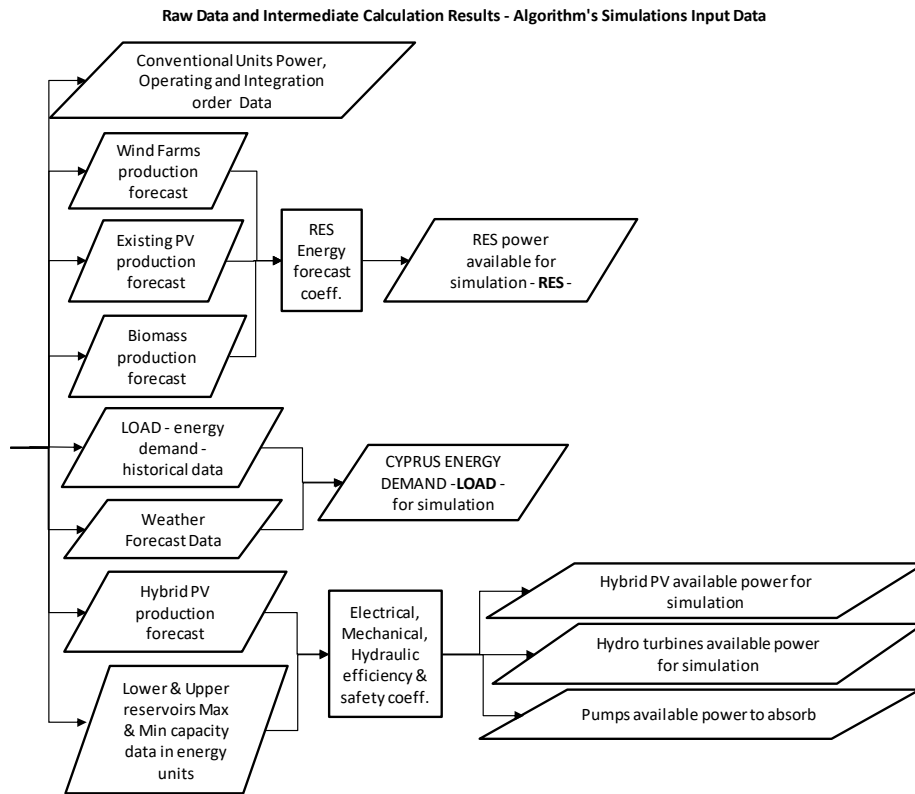 Raw Data and Intermediate Calculation Results - Algorithm's Simulations Input Data
Conventional Units Power,
Operating and Integration
order Data
Wind Farms
production
forecast
Existing PV
production
forecast
Biomass
production
forecast
RES
Energy
forecast
coeff.
RES power
available for
simulation - RES -
LOAD - energy
demand -
historical data
Weather
Forecast Data
CYPRUS ENERGY
DEMAND -LOAD -
for simulation
Hybrid PV
production
forecast
Lower & Upper
reservoirs Max
& Min capacity
data in energy
units
Electrical,
Mechanical,
Hydraulic
efficiency &
safety coeff.
Hybrid PV available power for
simulation
Hydro turbines available power
for simulation
Pumps available power to absorb